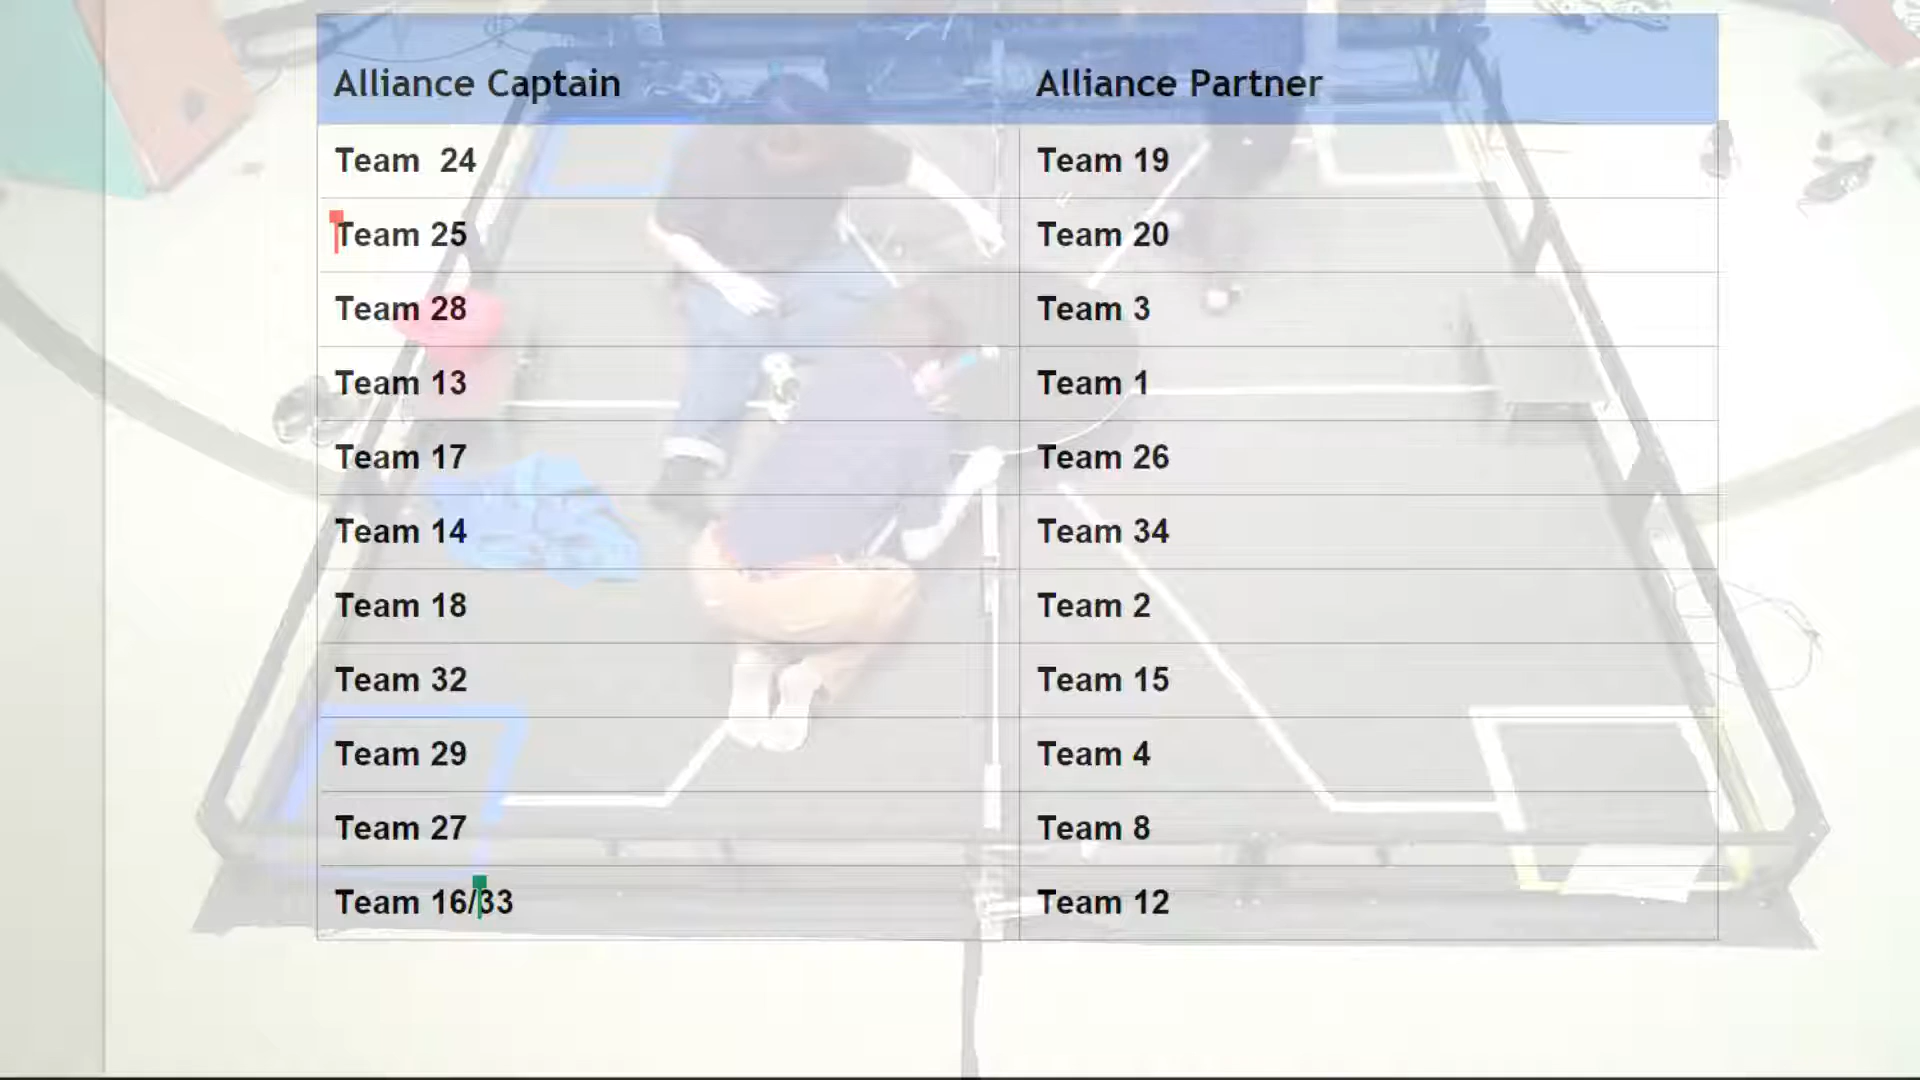 Alliance Captain Alliance Partner
Team 24 Team 19
Team 25 Team 20
Team 28 Team 3
Team 13 Team 1
Team 17 Team 26
Team 14 Team 34
Team 18 Team 2
Team 32 Team 15
Team 29 Team 4
Team 27 Team 8
Team 16/33 Team 12